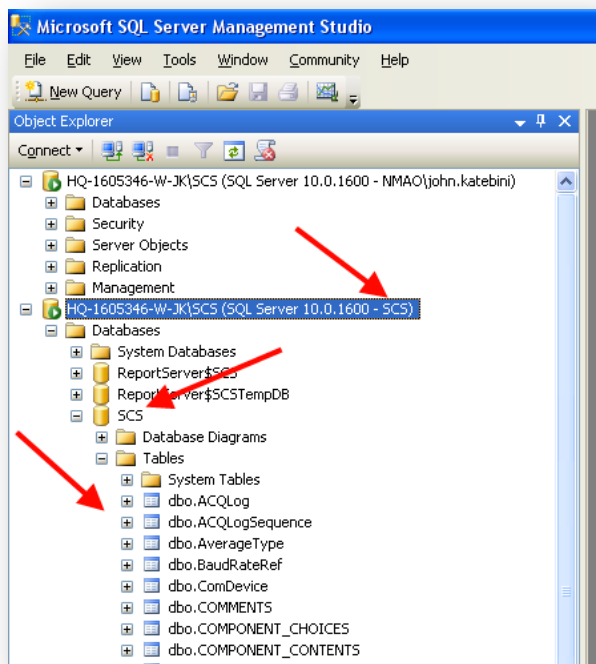 Microsoft SQL Server Management Studio
File Edit View Tools Window Community Help
New Query
Object Explorer
Connect
HQ-1605346-W-JK\SCS (SQL Server 10.0.1600 - NMAO\john.katebini)
Databases
Security
Server Objects
Replication
Management
HQ-1605346-W-JK\SCS (SQL Server 10.0.1600 - SCS)
Databases
System Databases
ReportServer$SCS
ReportServer$SCSTempDB
SCS
Database Diagrams
Tables
System Tables
dbo.ACQLog
dbo.ACQLogSequence
dbo.AverageType
dbo.BaudRateRef
dbo.ComDevice
dbo.COMMENTS
dbo.COMPONENT_CHOICES
dbo.COMPONENT_CONTENTS